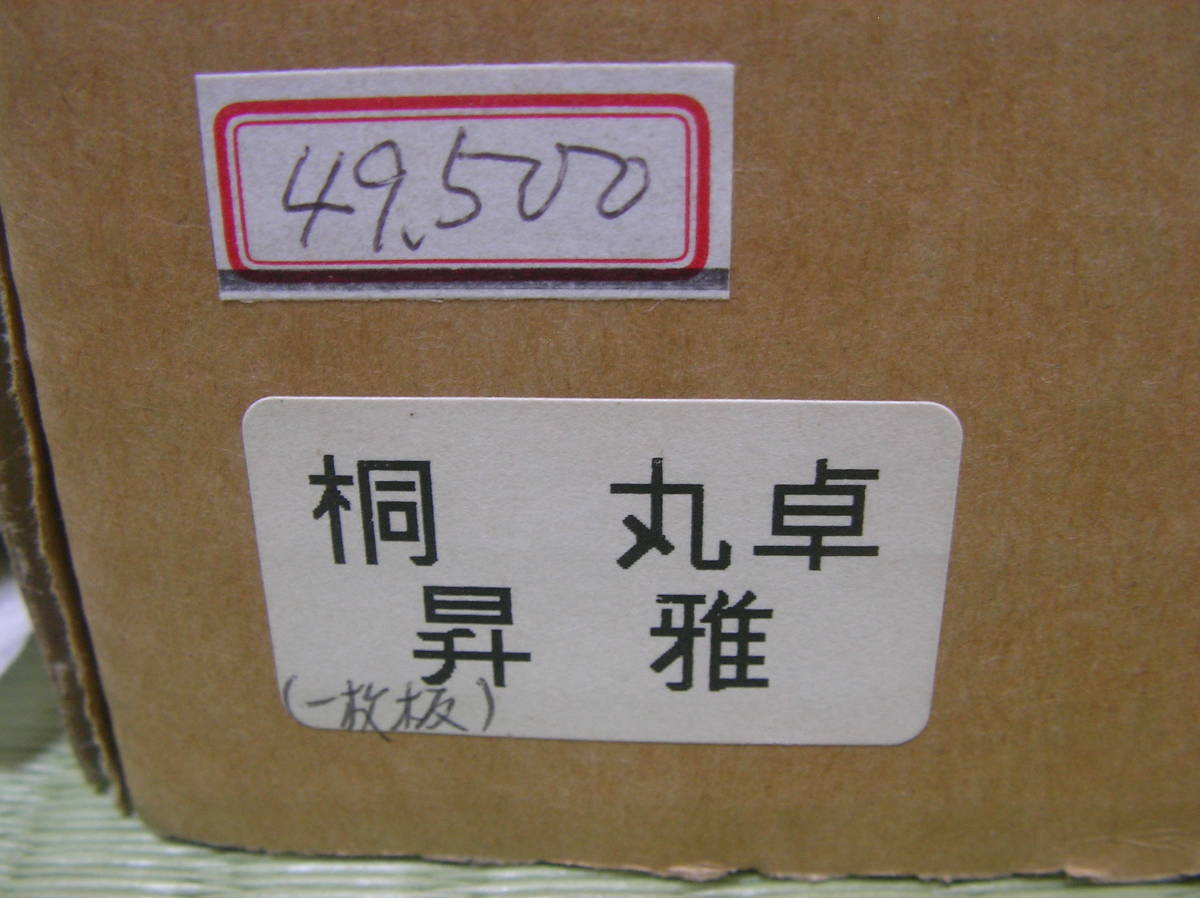 49,500
桐　丸卓
昇　雅
(一枚板)